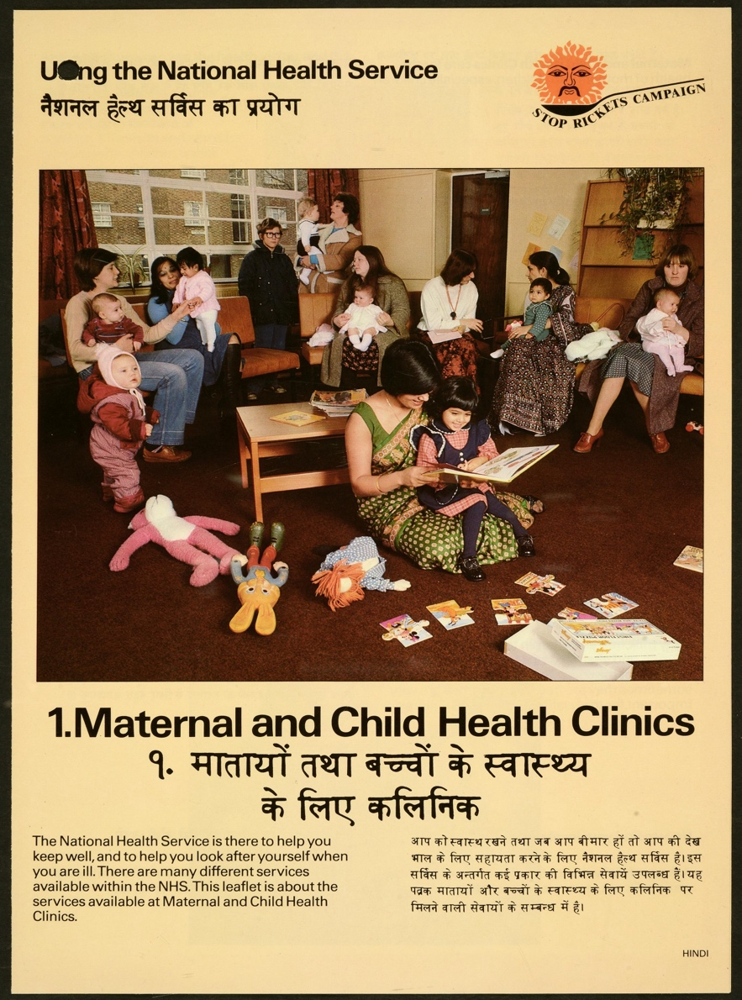 Using the National Health Service
नैशनल हैल्थ सर्विस का प्रयोग
STOP RICKETS CAMPAIGN
1.Maternal and Child Health Clinics
१. मातायों तथा बच्चों के स्वास्थ्य
के लिए कलिनिक
The National Health Service is there to help you
keep well, and to help you look after yourself when
you are ill. There are many different services
available within the NHS. This leaflet is about the
services available at Maternal and Child Health
Clinics.
आप को स्वास्थ रखने तथा जब आप बीमार हों तो आप की देख
भाल के लिए सहायता करने के लिए नैशनल हैल्थ सर्विस है। इस
सर्विस के अन्तर्गत कई प्रकार की विभिन्न सेवायें उपलब्ध हैं। यह
पत्रक मातायों और बच्चों के स्वास्थ्य के लिए कलिनिक पर
मिलने वाली सेवायों के सम्बन्ध में है।
HINDI